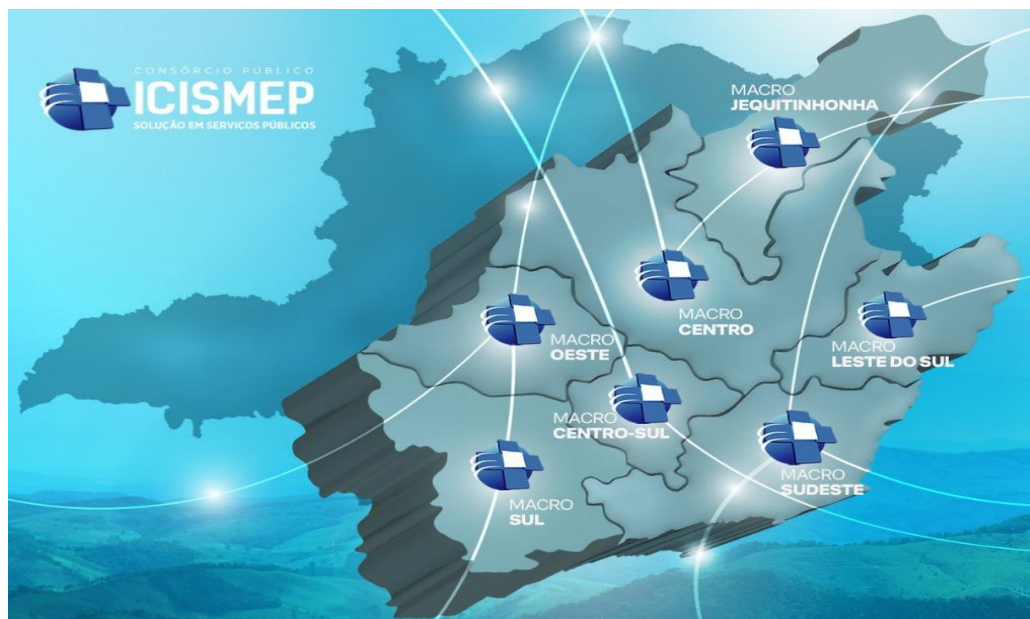 CONSÓRCIO PÚBLICO
ICISMEP
SOLUÇÃO EM SERVIÇOS PÚBLICOS
MACRO
JEQUITINHONHA
MACRO
CENTRO
MACRO
OESTE
MACRO
LESTE DO SUL
MACRO
CENTRO-SUL
MACRO
SUDESTE
MACRO
SUL